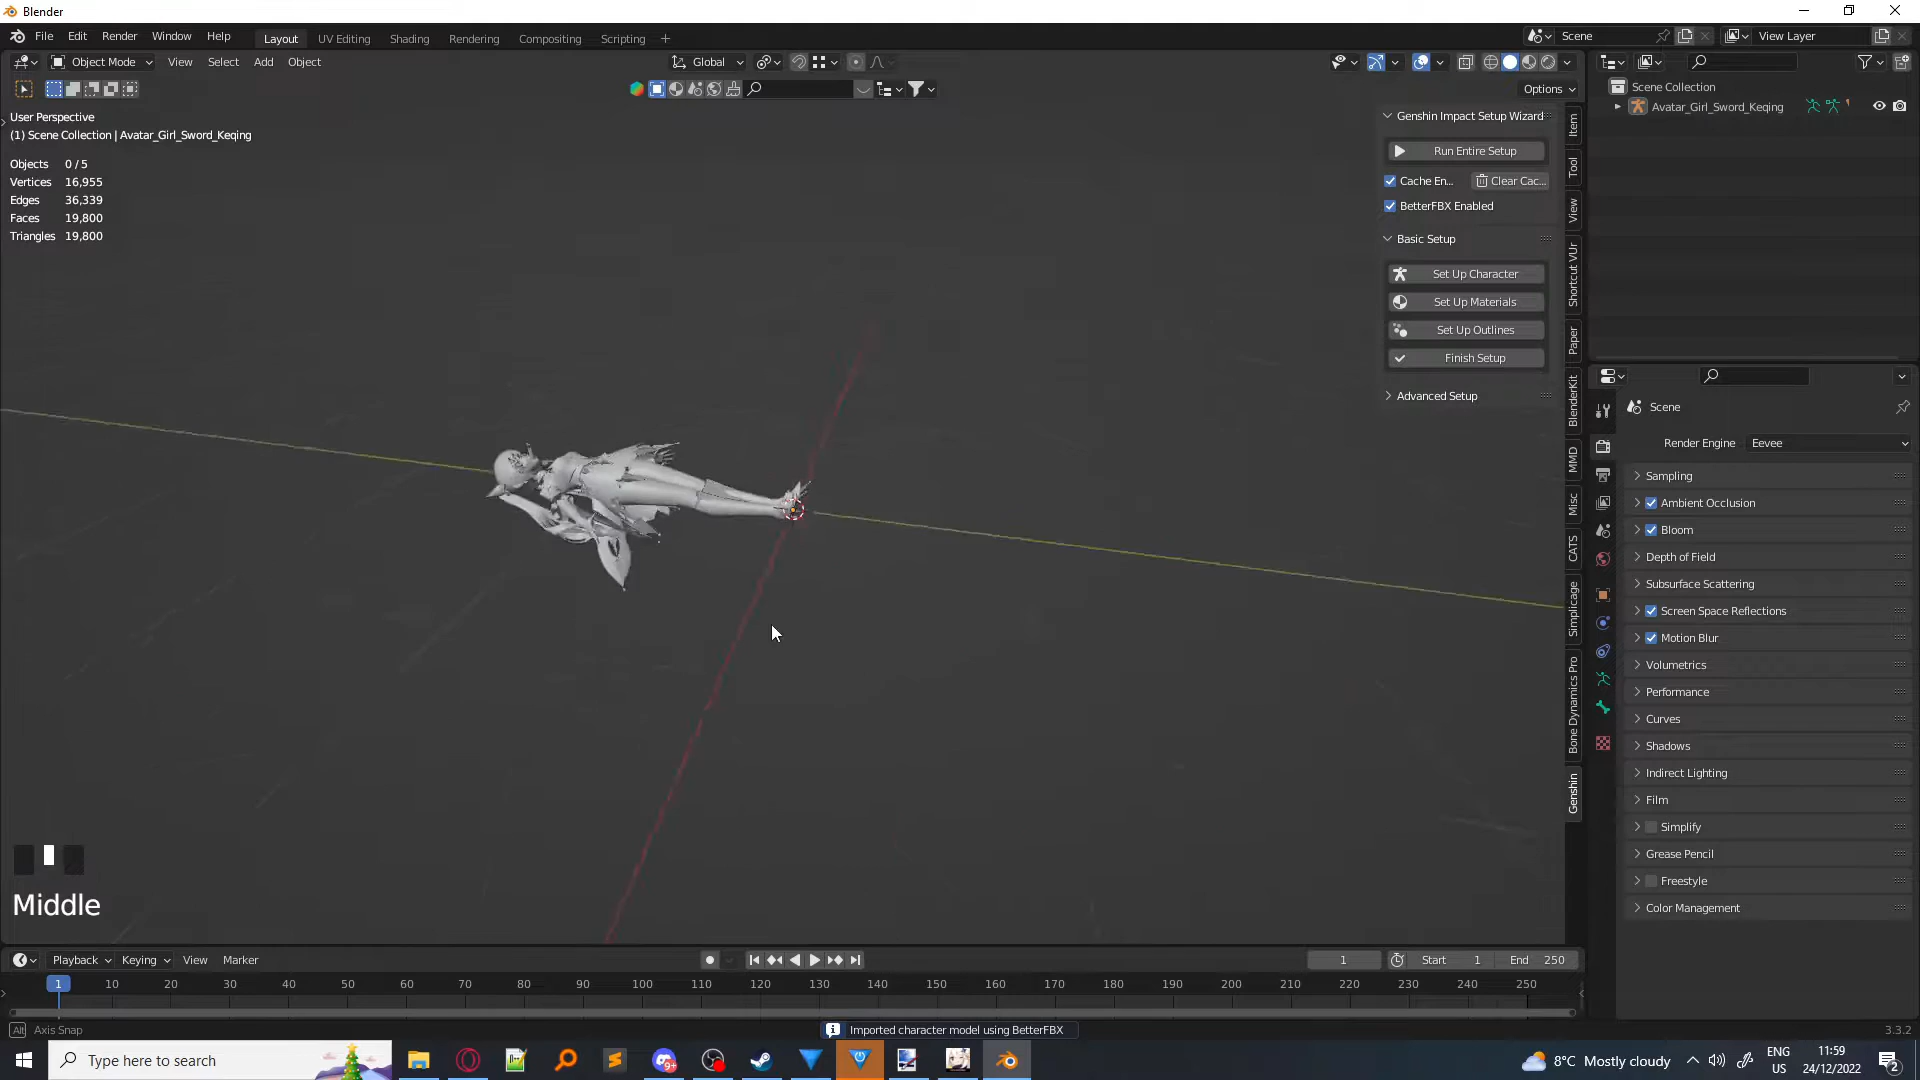 Blender
File Edit Render Window Help
Layout UV Editing Shading Rendering Compositing Scripting +
Scene
View Layer
Object Mode View Select Add Object
Global
Options
User Perspective
(1) Scene Collection | Avatar_Girl_Sword_Keqing
Objects 0 / 5
Vertices 16,955
Edges 36,339
Faces 19,800
Triangles 19,800
Genshin Impact Setup Wizard
Run Entire Setup
Cache En... Clear Cac...
BetterFBX Enabled
Basic Setup
Set Up Character
Set Up Materials
Set Up Outlines
Finish Setup
Advanced Setup
Item
Tool
View
Shortcut VUr
Paper
BlenderKit
MMD
Misc
CATS
Simplicage
Bone Dynamics Pro
Genshin
Scene Collection
Avatar_Girl_Sword_Keqing
Scene
Render Engine Eevee
Sampling
Ambient Occlusion
Bloom
Depth of Field
Subsurface Scattering
Screen Space Reflections
Motion Blur
Volumetrics
Performance
Curves
Shadows
Indirect Lighting
Film
Simplify
Grease Pencil
Freestyle
Color Management
Middle
Playback Keying View Marker
1 Start 1 End 250
1 10 20 30 40 50 60 70 80 90 100 110 120 130 140 150 160 170 180 190 200 210 220 230 240 250
Alt Axis Snap
Imported character model using BetterFBX
3.3.2
Type here to search
9+
8°C Mostly cloudy
ENG
US
11:59
24/12/2022
2